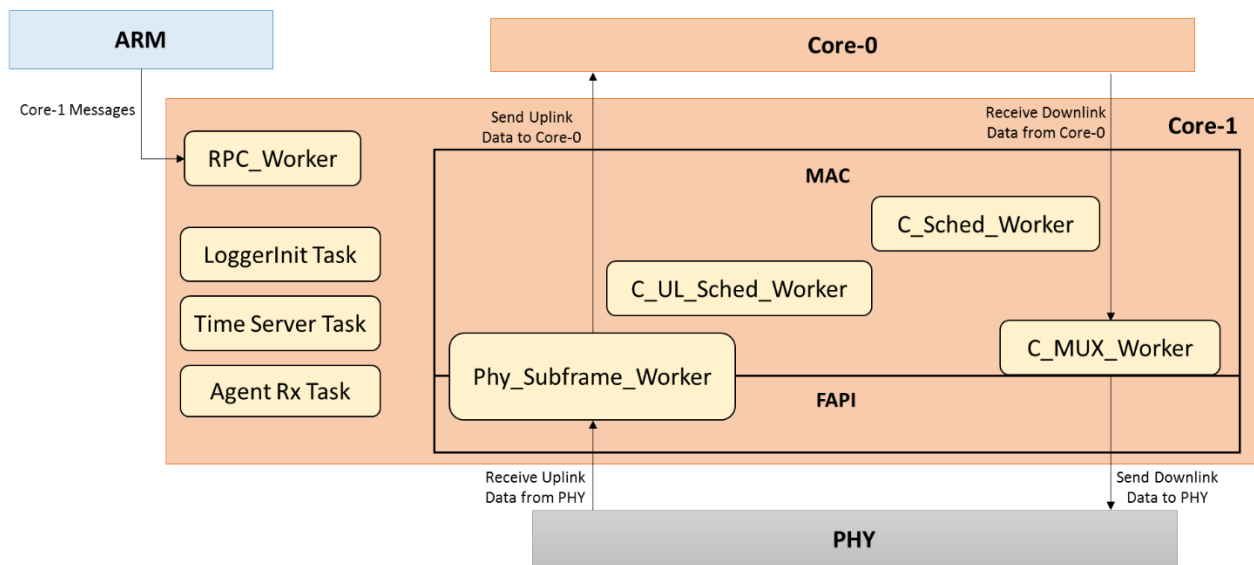 ARM
Core-0
Core-1 Messages
Send Uplink
Data to Core-0
Receive Downlink
Data from Core-0
Core-1
RPC_Worker
MAC
C_Sched_Worker
LoggerInit Task
C_UL_Sched_Worker
Time Server Task
C_MUX_Worker
Phy_Subframe_Worker
Agent Rx Task
FAPI
Receive Uplink
Data from PHY
Send Downlink
Data to PHY
PHY